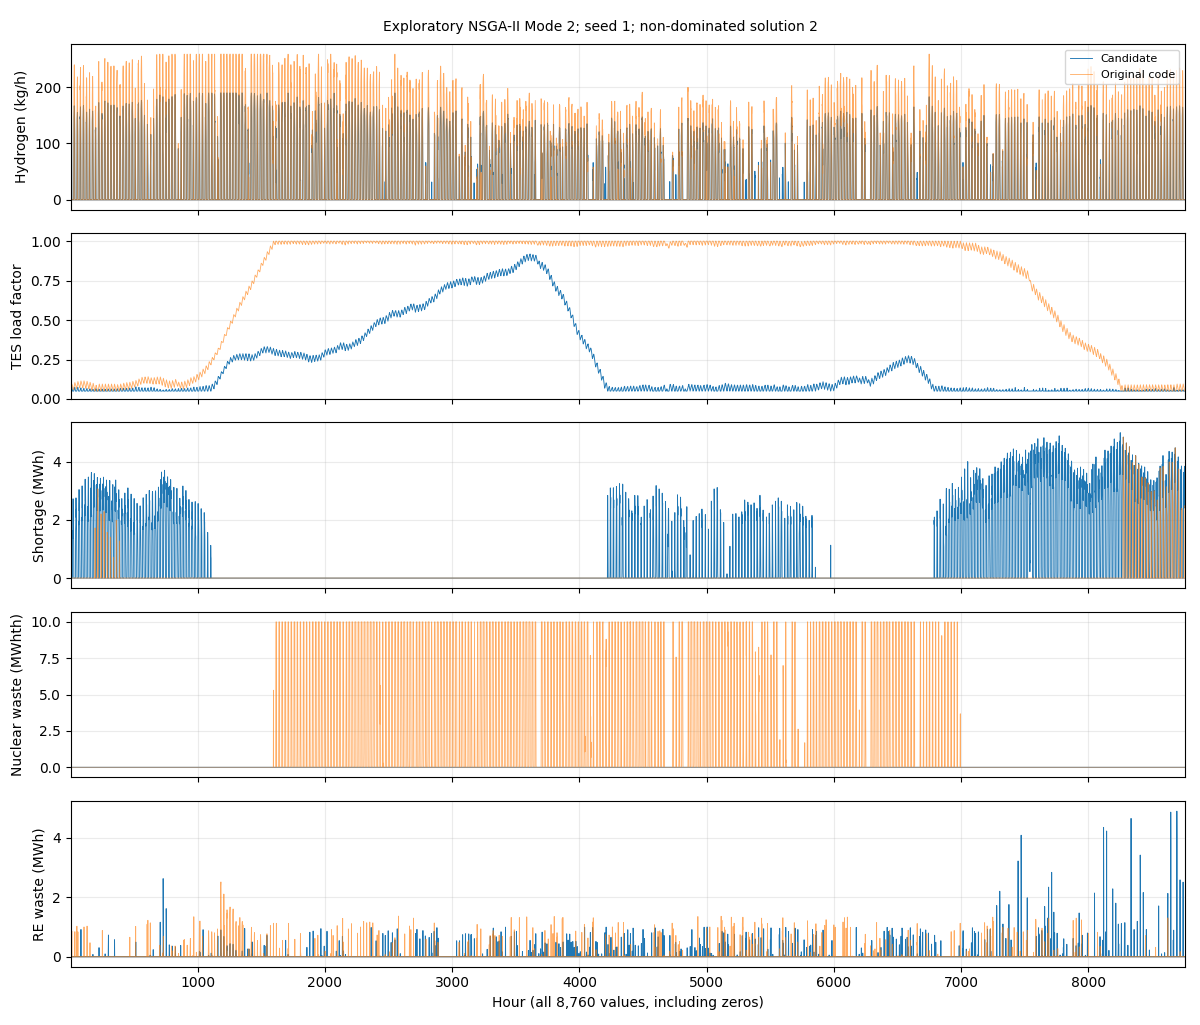 Exploratory NSGA-II Mode 2; seed 1; non-dominated solution 2
Hydrogen (kg/h)
200
100
0
Candidate
Original code
TES load factor
1.00
0.75
0.50
0.25
0.00
Shortage (MWh)
4
2
0
Nuclear waste (MWhth)
10.0
7.5
5.0
2.5
0.0
RE waste (MWh)
4
2
0
1000 2000 3000 4000 5000 6000 7000 8000
Hour (all 8,760 values, including zeros)